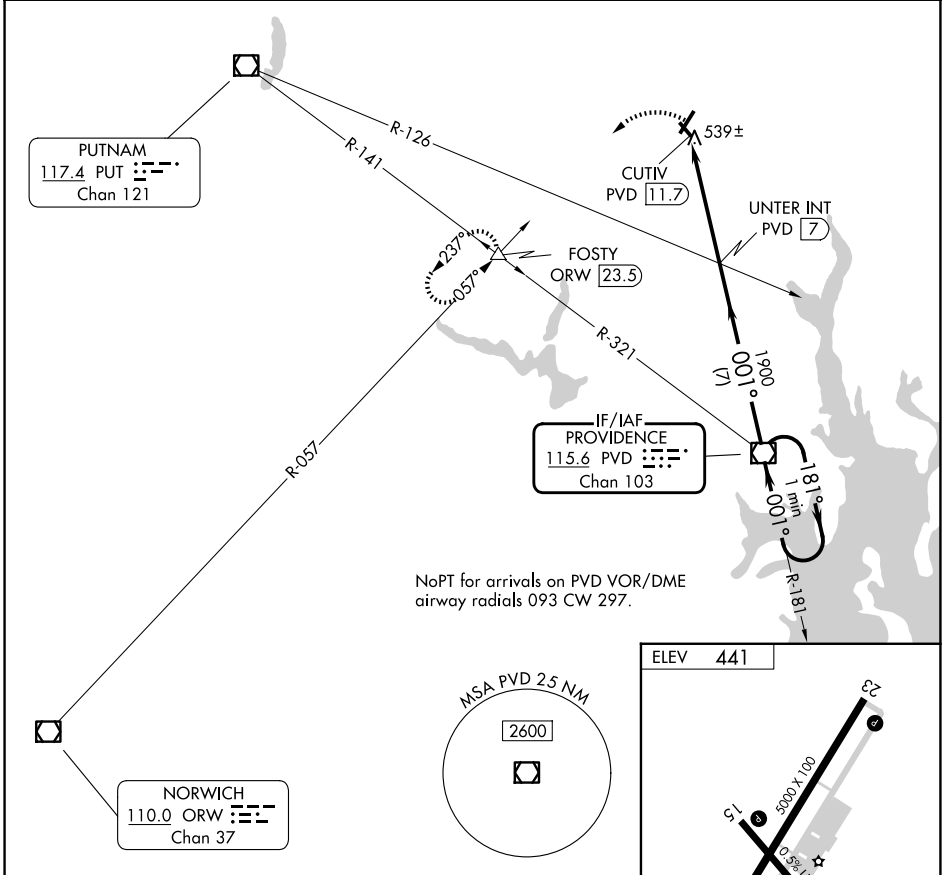 R-126
R-141
539±
PUTNAM
117.4 PUT
Chan 121
CUTIV
PVD 11.7
UNTER INT
PVD 7
237°
057°
FOSTY
ORW 23.5
R-321
1900
001°
(7)
IF/IAF
PROVIDENCE
115.6 PVD
Chan 103
181°
1 min
001°
R-181
R-057
NoPT for arrivals on PVD VOR/DME
airway radials 093 CW 297.
ELEV 441
MSA PVD 25 NM
2600
23
P
5000 X 100
15
P
0.5%
NORWICH
110.0 ORW
Chan 37